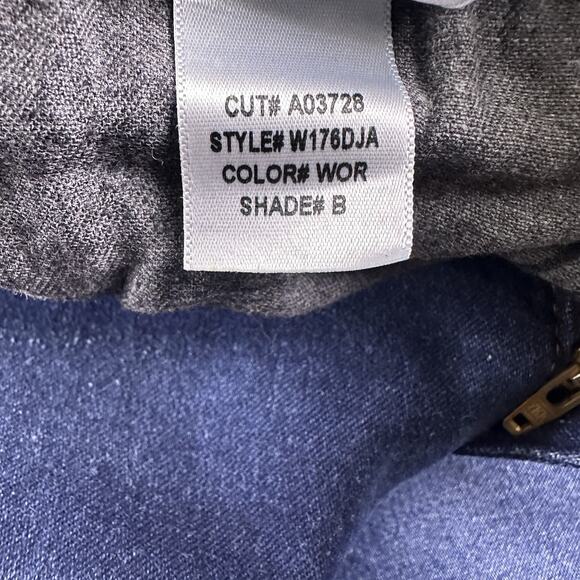 CUT# A03728
STYLE# W176DJA
COLOR# WOR
SHADE# B